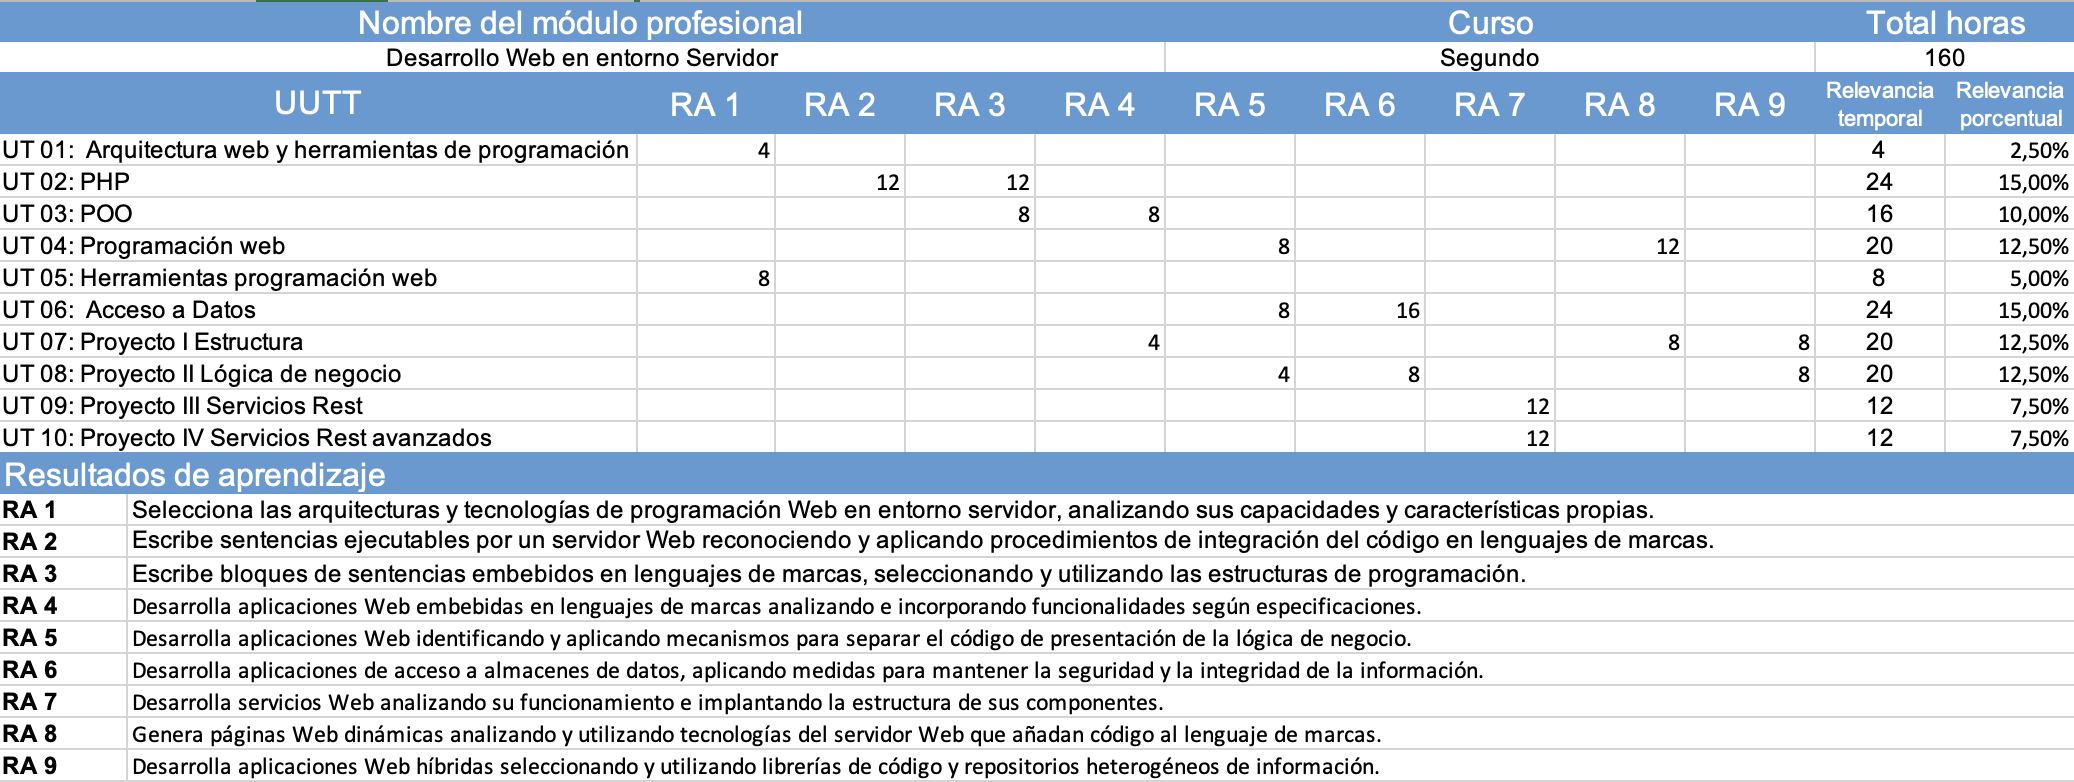 Nombre del módulo profesional Curso Total horas
Desarrollo Web en entorno Servidor Segundo 160
UUTT RA 1 RA 2 RA 3 RA 4 RA 5 RA 6 RA 7 RA 8 RA 9 Relevancia temporal Relevancia porcentual
UT 01: Arquitectura web y herramientas de programación 4 4 2,50%
UT 02: PHP 12 12 24 15,00%
UT 03: POO 8 8 16 10,00%
UT 04: Programación web 8 12 20 12,50%
UT 05: Herramientas programación web 8 8 5,00%
UT 06: Acceso a Datos 8 16 24 15,00%
UT 07: Proyecto I Estructura 4 8 8 20 12,50%
UT 08: Proyecto II Lógica de negocio 4 8 8 20 12,50%
UT 09: Proyecto III Servicios Rest 12 12 7,50%
UT 10: Proyecto IV Servicios Rest avanzados 12 12 7,50%
Resultados de aprendizaje
RA 1 Selecciona las arquitecturas y tecnologías de programación Web en entorno servidor, analizando sus capacidades y características propias.
RA 2 Escribe sentencias ejecutables por un servidor Web reconociendo y aplicando procedimientos de integración del código en lenguajes de marcas.
RA 3 Escribe bloques de sentencias embebidos en lenguajes de marcas, seleccionando y utilizando las estructuras de programación.
RA 4 Desarrolla aplicaciones Web embebidas en lenguajes de marcas analizando e incorporando funcionalidades según especificaciones.
RA 5 Desarrolla aplicaciones Web identificando y aplicando mecanismos para separar el código de presentación de la lógica de negocio.
RA 6 Desarrolla aplicaciones de acceso a almacenes de datos, aplicando medidas para mantener la seguridad y la integridad de la información.
RA 7 Desarrolla servicios Web analizando su funcionamiento e implantando la estructura de sus componentes.
RA 8 Genera páginas Web dinámicas analizando y utilizando tecnologías del servidor Web que añadan código al lenguaje de marcas.
RA 9 Desarrolla aplicaciones Web híbridas seleccionando y utilizando librerías de código y repositorios heterogéneos de información.